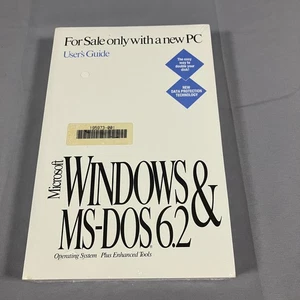 For Sale only with a new PC
User's Guide
The easy
way to
double your
disk!
NEW
DATA-PROTECTION
TECHNOLOGY
Microsoft
WINDOWS &
MS-DOS 6.2
Operating System Plus Enhanced Tools